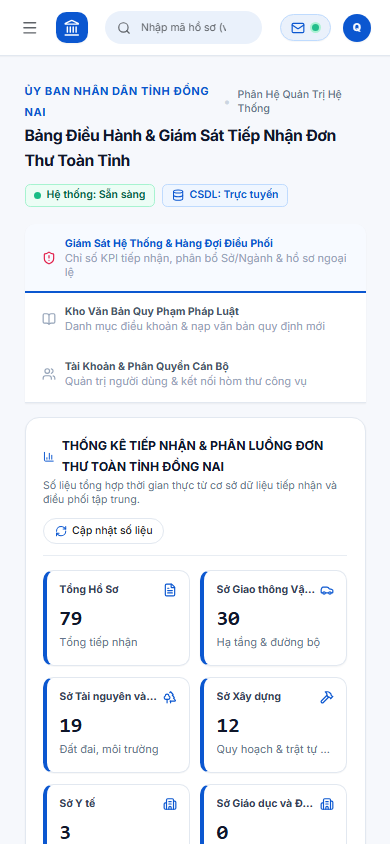 Nhập mã hồ sơ (v
Q
ỦY BAN NHÂN DÂN TỈNH ĐỒNG
NAI
Phân Hệ Quản Trị Hệ
Thống
Bảng Điều Hành & Giám Sát Tiếp Nhận Đơn
Thư Toàn Tỉnh
Hệ thống: Sẵn sàng
CSDL: Trực tuyến
Giám Sát Hệ Thống & Hàng Đợi Điều Phối
Chỉ số KPI tiếp nhận, phân bổ Sở/Ngành & hồ sơ ngoại
lệ
Kho Văn Bản Quy Phạm Pháp Luật
Danh mục điều khoản & nạp văn bản quy định mới
Tài Khoản & Phân Quyền Cán Bộ
Quản trị người dùng & kết nối hòm thư công vụ
THỐNG KÊ TIẾP NHẬN & PHÂN LUỒNG ĐƠN
THƯ TOÀN TỈNH ĐỒNG NAI
Số liệu tổng hợp thời gian thực từ cơ sở dữ liệu tiếp nhận và
điều phối tập trung.
Cập nhật số liệu
Tổng Hồ Sơ
79
Tổng tiếp nhận
Sở Giao thông Vậ...
30
Hạ tầng & đường bộ
Sở Tài nguyên và...
19
Đất đai, môi trường
Sở Xây dựng
12
Quy hoạch & trật tự ...
Sở Y tế
3
Sở Giáo dục và Đ...
0